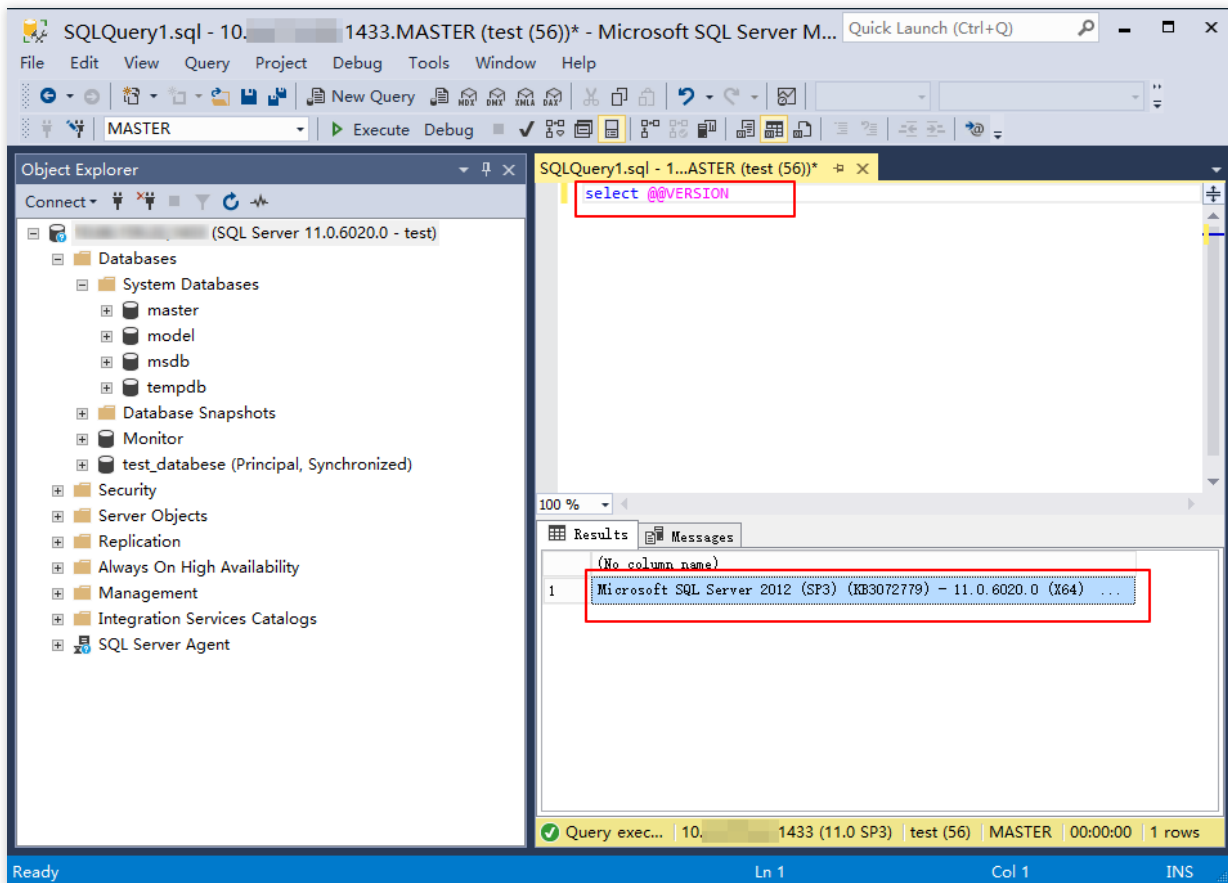 SQLQuery1.sql - 10. 1433.MASTER (test (56))* - Microsoft SQL Server M... Quick Launch (Ctrl+Q)
File Edit View Query Project Debug Tools Window Help
New Query MDX DMX XMLA DAX
MASTER Execute Debug
Object Explorer
Connect
(SQL Server 11.0.6020.0 - test)
Databases
System Databases
master
model
msdb
tempdb
Database Snapshots
Monitor
test_databese (Principal, Synchronized)
Security
Server Objects
Replication
Always On High Availability
Management
Integration Services Catalogs
SQL Server Agent
SQLQuery1.sql - 1...ASTER (test (56))*
select @@VERSION
100 %
Results Messages
(No column name)
1 Microsoft SQL Server 2012 (SP3) (KB3072779) - 11.0.6020.0 (X64) ...
Query exec... 10. 1433 (11.0 SP3) test (56) MASTER 00:00:00 1 rows
Ready Ln 1 Col 1 INS